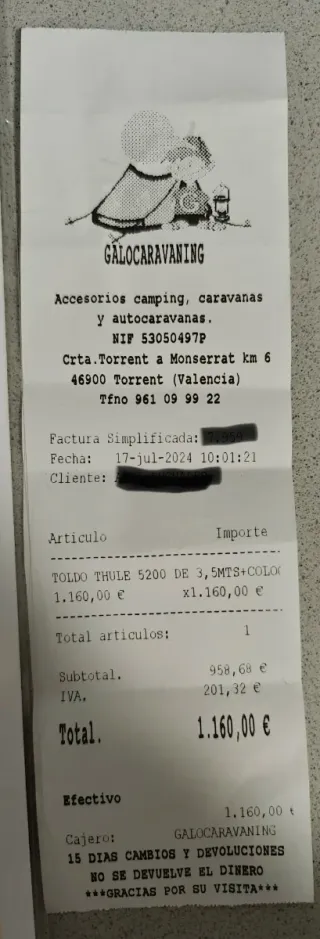 GALOCARAVANING
Accesorios camping, caravanas
y autocaravanas.
NIF 53050497P
Crta.Torrent a Monserrat km 6
46900 Torrent (Valencia)
Tfno 961 09 99 22
Factura Simplificada:
Fecha: 17-jul-2024 10:01:21
Cliente:
Articulo Importe
TOLDO THULE 5200 DE 3,5MTS+COLO
1.160,00 € x1.160,00 €
Total articulos: 1
Subtotal. 958,68 €
IVA. 201,32 €
Total. 1.160,00 €
Efectivo
1.160,00 €
Cajero: GALOCARAVANING
15 DIAS CAMBIOS Y DEVOLUCIONES
NO SE DEVUELVE EL DINERO
***GRACIAS POR SU VISITA***